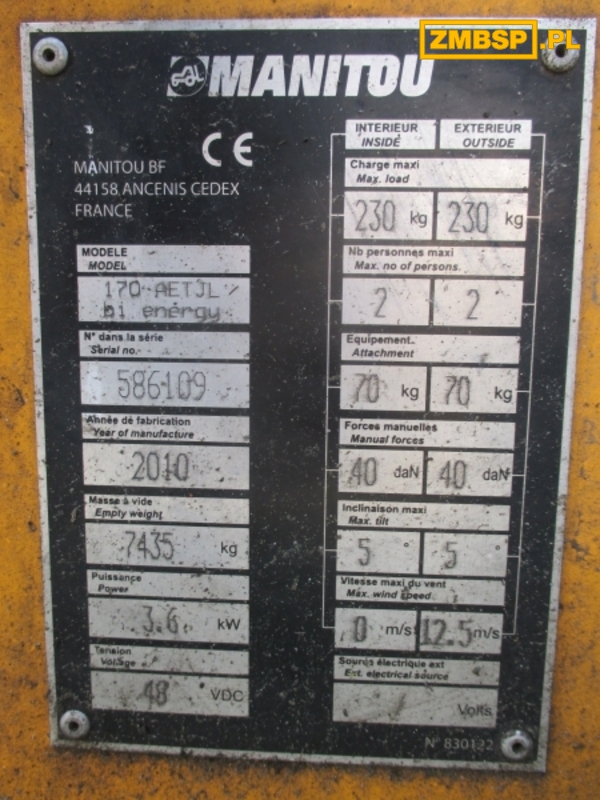 ZMBSP.PL
MANITOU
CE
MANITOU BF
44158 ANCENIS CEDEX
FRANCE
MODELE
MODEL
170 AETJL
bi energy
N° dans la série
Serial no.
586109
Année de fabrication
Year of manufacture
2010
Masse à vide
Empty weight
7435 kg
Puissance
Power
3.6 kW
Tension
Voltage
48 VDC
INTERIEUR EXTERIEUR
INSIDE OUTSIDE
Charge maxi
Max. load
230 kg 230 kg
Nb personnes maxi
Max. no of persons.
2 2
Equipement.
Attachment
70 kg 70 kg
Forces manuelles
Manual forces
40 daN 40 daN
Inclinaison maxi
Max. tilt
5 ° 5 °
Vitesse maxi du vent
Max. wind speed
0 m/s 12.5 m/s
Source électrique ext
Ext. electrical source
/ Volts
N° 830122